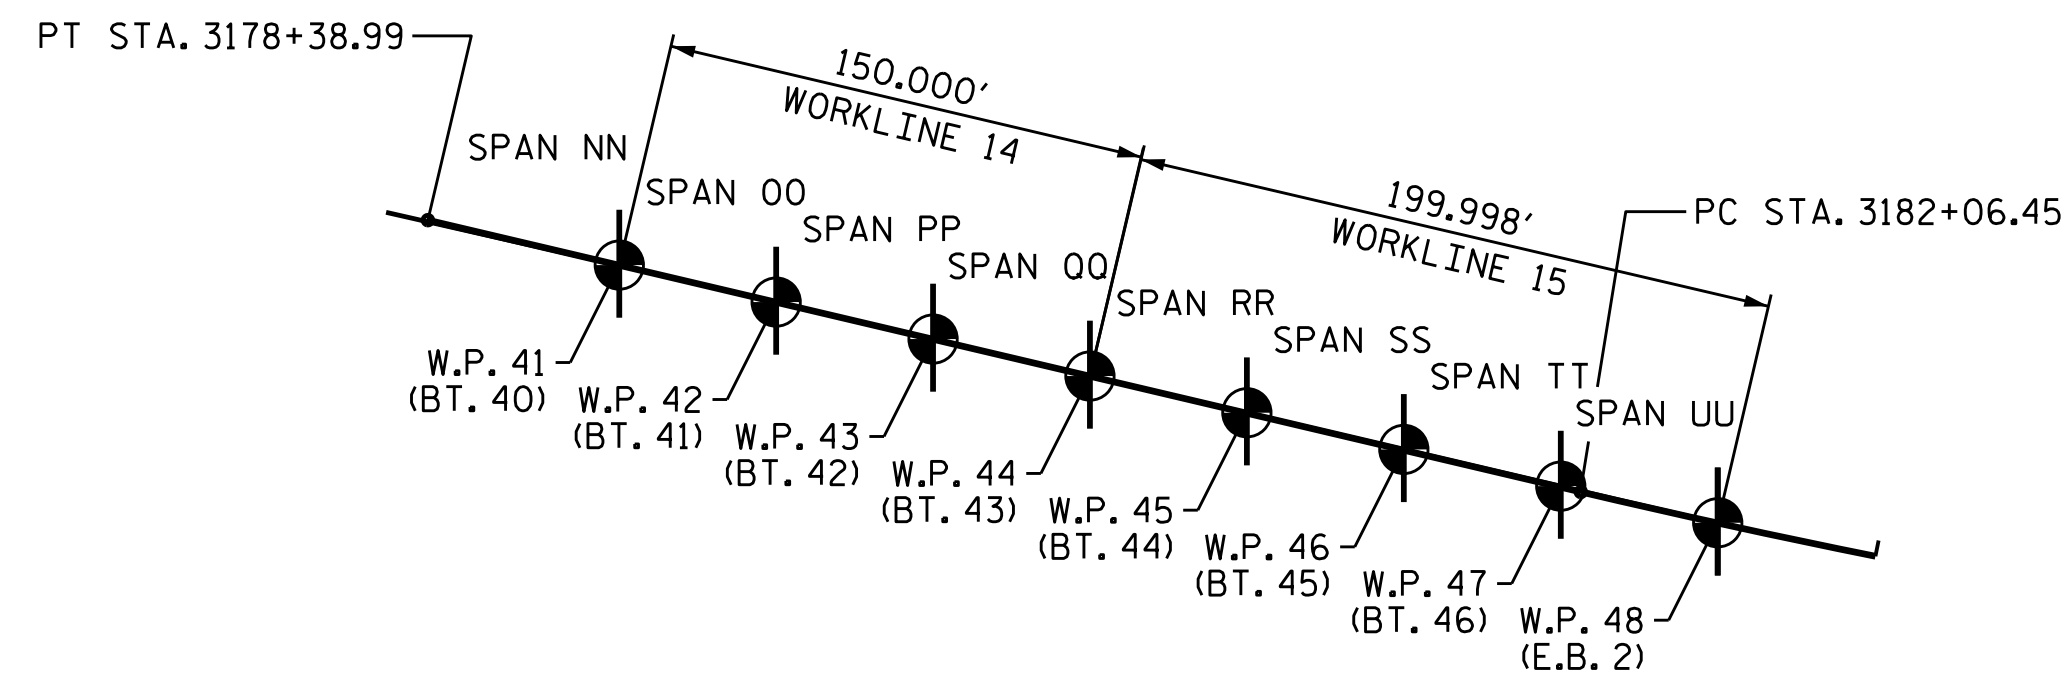 PT STA. 3178+38.99
150.000'
WORKLINE 14
SPAN NN
SPAN OO
199.998'
WORKLINE 15
PC STA. 3182+06.45
SPAN PP
SPAN QQ
SPAN RR
SPAN SS
SPAN TT
SPAN UU
W.P. 41
(BT. 40)
W.P. 42
(BT. 41)
W.P. 43
(BT. 42)
W.P. 44
(BT. 43)
W.P. 45
(BT. 44)
W.P. 46
(BT. 45)
W.P. 47
(BT. 46)
W.P. 48
(E.B. 2)